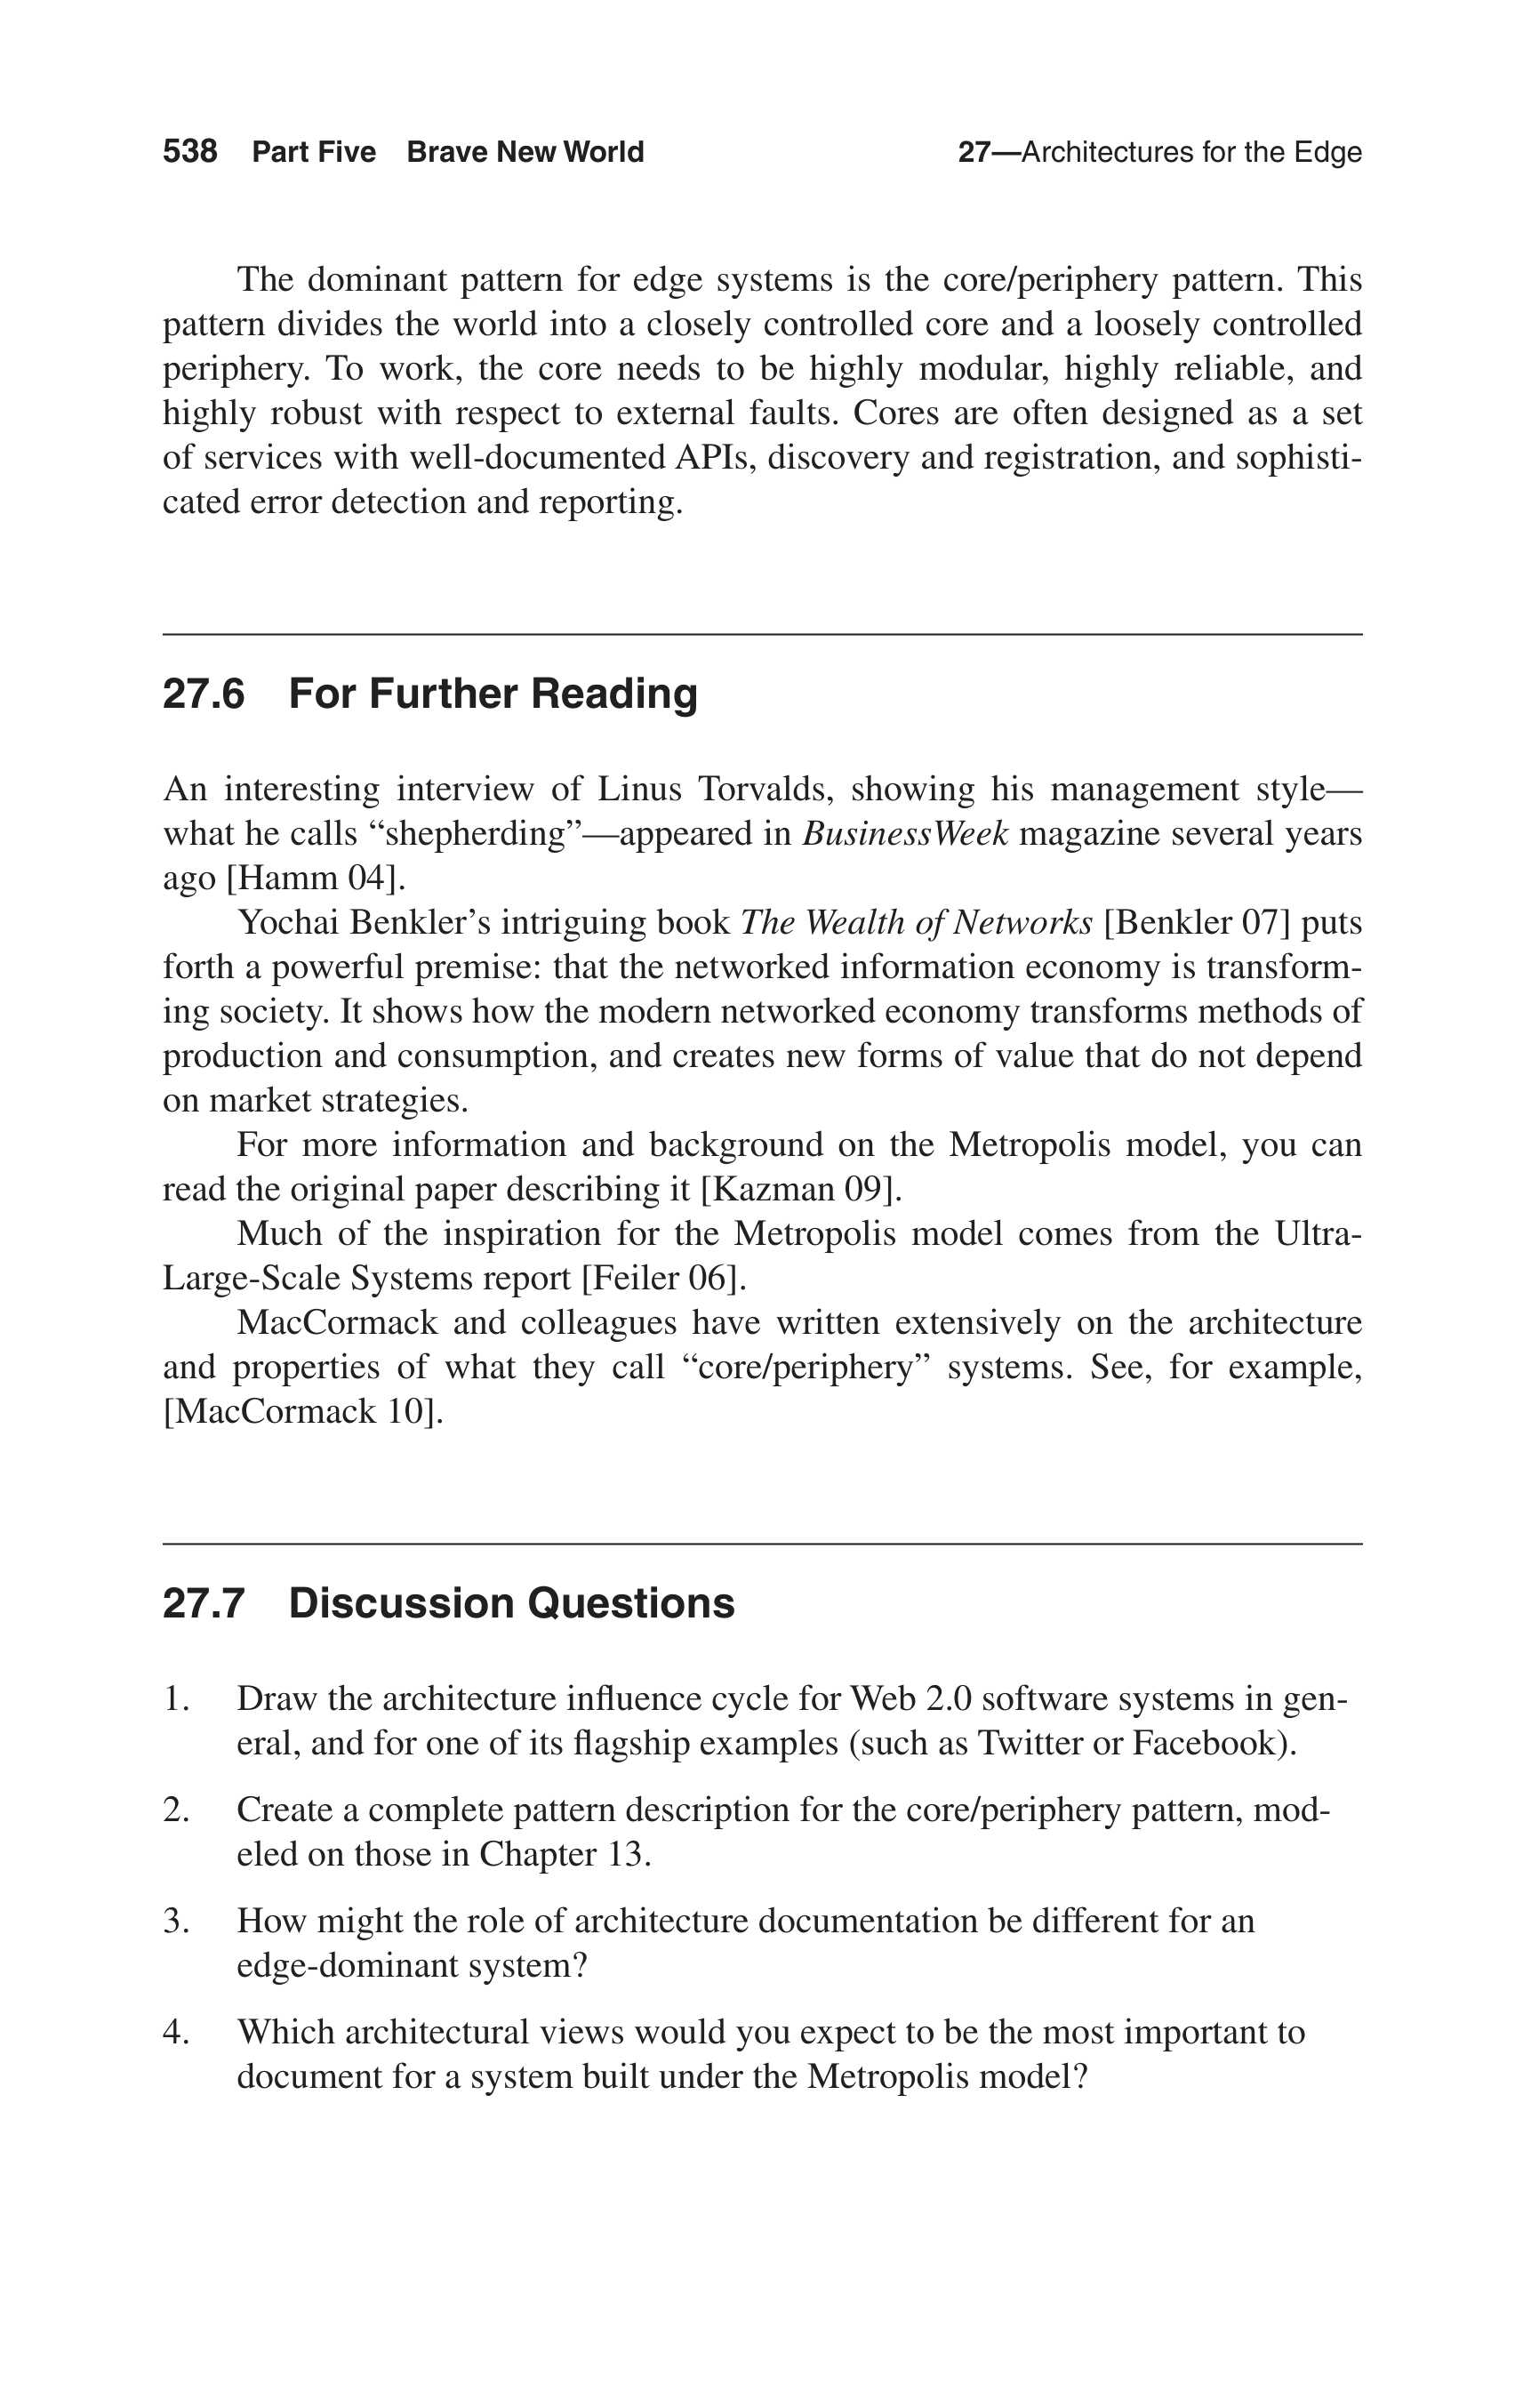 538 Part Five Brave New World 27—Architectures for the Edge
The dominant pattern for edge systems is the core/periphery pattern. This
pattern divides the world into a closely controlled core and a loosely controlled
periphery. To work, the core needs to be highly modular, highly reliable, and
highly robust with respect to external faults. Cores are often designed as a set
of services with well-documented APIs, discovery and registration, and sophisti-
cated error detection and reporting.
27.6 For Further Reading
An interesting interview of Linus Torvalds, showing his management style—
what he calls “shepherding”—appeared in BusinessWeek magazine several years
ago [Hamm 04].
Yochai Benkler’s intriguing book The Wealth of Networks [Benkler 07] puts
forth a powerful premise: that the networked information economy is transform-
ing society. It shows how the modern networked economy transforms methods of
production and consumption, and creates new forms of value that do not depend
on market strategies.
For more information and background on the Metropolis model, you can
read the original paper describing it [Kazman 09].
Much of the inspiration for the Metropolis model comes from the Ultra-
Large-Scale Systems report [Feiler 06].
MacCormack and colleagues have written extensively on the architecture
and properties of what they call “core/periphery” systems. See, for example,
[MacCormack 10].
27.7 Discussion Questions
1. Draw the architecture influence cycle for Web 2.0 software systems in gen-
eral, and for one of its flagship examples (such as Twitter or Facebook).
2. Create a complete pattern description for the core/periphery pattern, mod-
eled on those in Chapter 13.
3. How might the role of architecture documentation be different for an
edge-dominant system?
4. Which architectural views would you expect to be the most important to
document for a system built under the Metropolis model?